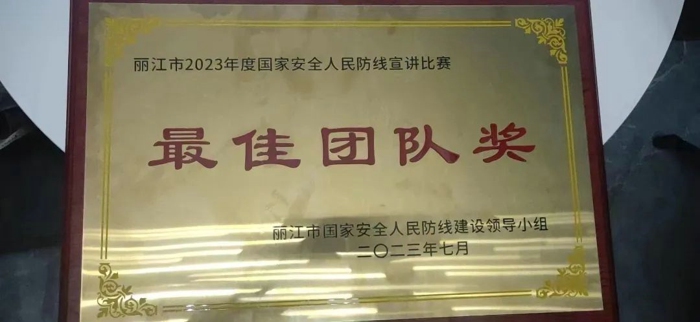 丽江市2023年度国家安全人民防线宣讲比赛
最佳团队奖
丽江市国家安全人民防线建设领导小组
二〇二三年七月